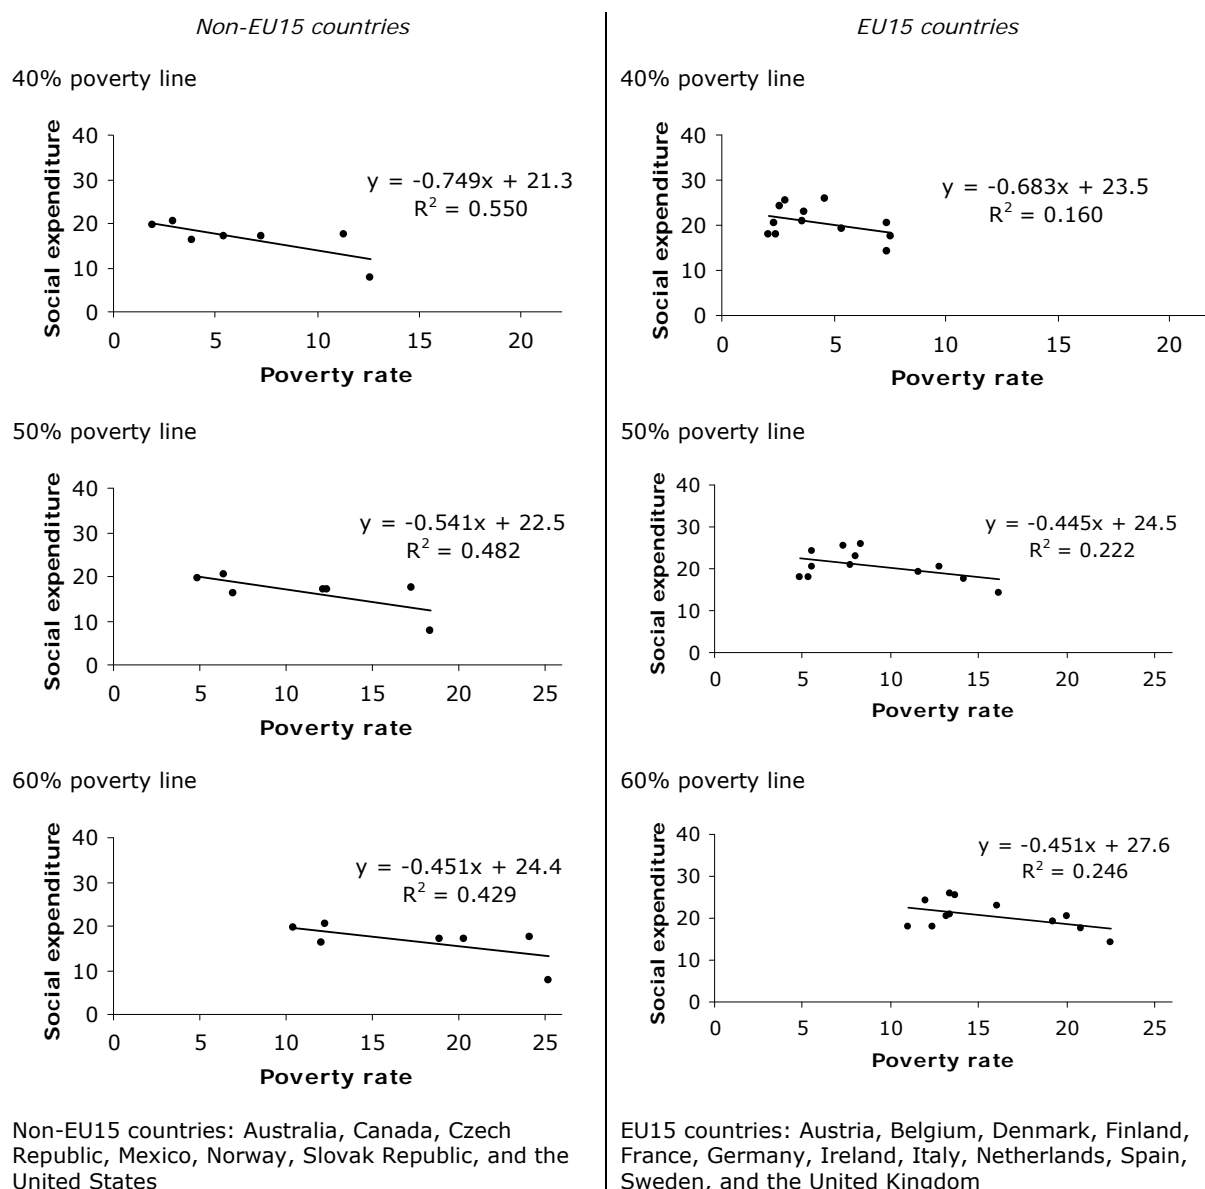 Non-EU15 countries
40% poverty line
Social expenditure
40
30
20
10
0
y = -0.749x + 21.3
R² = 0.550
0 5 10 15 20
Poverty rate
50% poverty line
Social expenditure
40
30
20
10
0
y = -0.541x + 22.5
R² = 0.482
0 5 10 15 20 25
Poverty rate
60% poverty line
Social expenditure
40
30
20
10
0
y = -0.451x + 24.4
R² = 0.429
0 5 10 15 20 25
Poverty rate
Non-EU15 countries: Australia, Canada, Czech
Republic, Mexico, Norway, Slovak Republic, and the
United States
EU15 countries
40% poverty line
Social expenditure
40
30
20
10
0
y = -0.683x + 23.5
R² = 0.160
0 5 10 15 20
Poverty rate
50% poverty line
Social expenditure
40
30
20
10
0
y = -0.445x + 24.5
R² = 0.222
0 5 10 15 20 25
Poverty rate
60% poverty line
Social expenditure
40
30
20
10
0
y = -0.451x + 27.6
R² = 0.246
0 5 10 15 20 25
Poverty rate
EU15 countries: Austria, Belgium, Denmark, Finland,
France, Germany, Ireland, Italy, Netherlands, Spain,
Sweden, and the United Kingdom